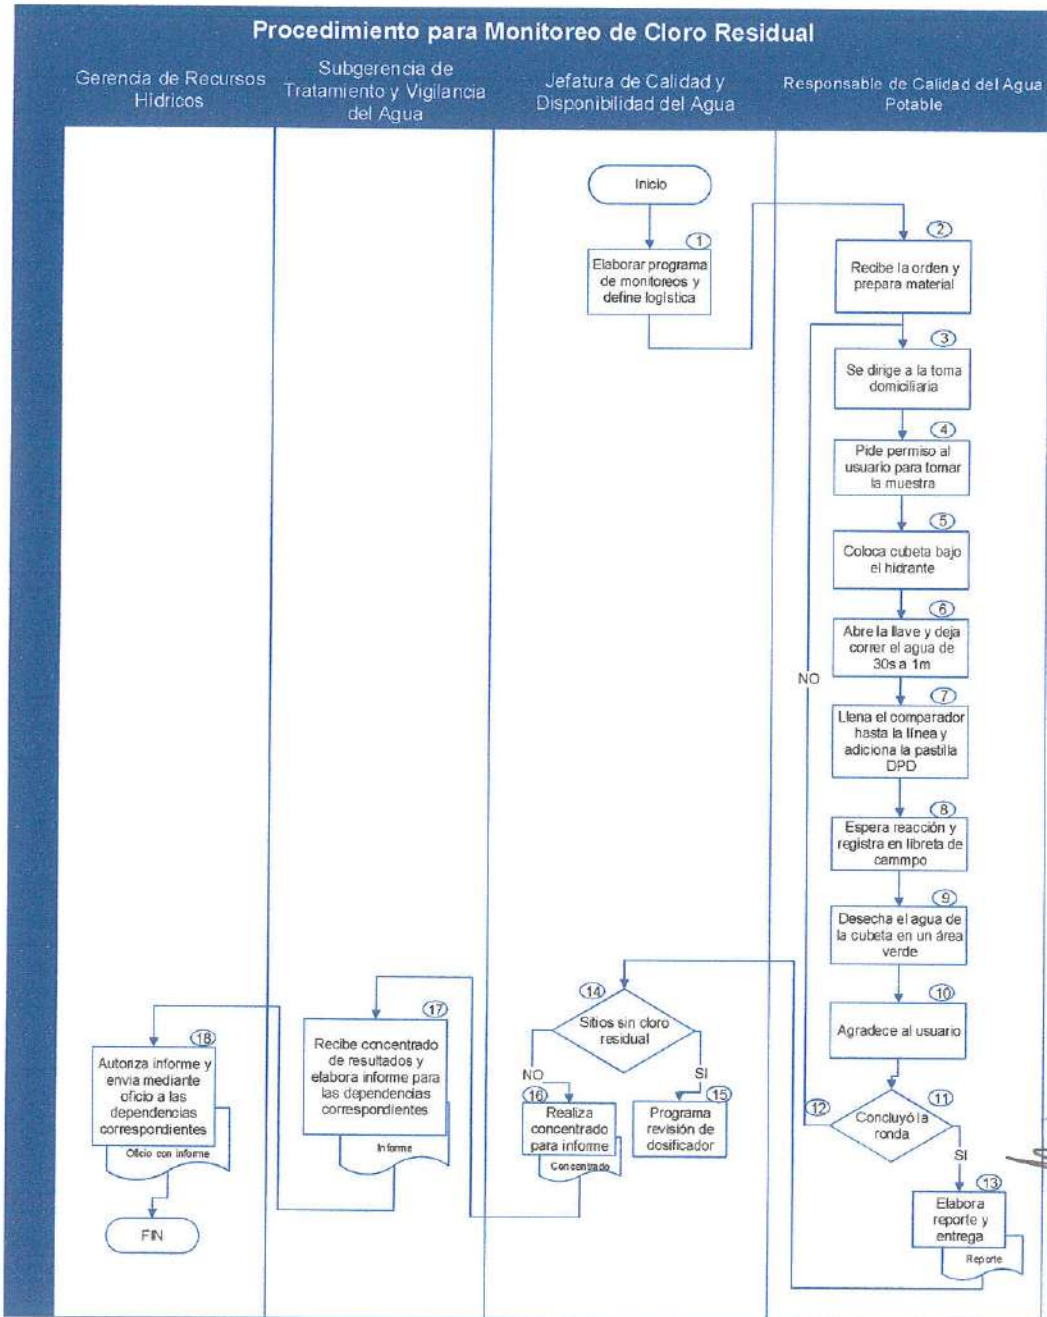 Procedimiento para Monitoreo de Cloro Residual
Gerencia de Recursos
Hídricos
Subgerencia de
Tratamiento y Vigilancia
del Agua
Jefatura de Calidad y
Disponibilidad del Agua
Responsable de Calidad del Agua
Potable
Inicio
1
Elaborar programa
de monitoreos y
define logística
2
Recibe la orden y
prepara material
3
Se dirige a la toma
domiciliaria
4
Pide permiso al
usuario para tomar
la muestra
5
Coloca cubeta bajo
el hidrante
6
Abre la llave y deja
correr el agua de
30s a 1m
NO
7
Llena el comparador
hasta la línea y
adiciona la pastilla
DPD
8
Espera reacción y
registra en libreta de
cammpo
9
Desecha el agua de
la cubeta en un área
verde
10
Agradece al usuario
11
12
Concluyó la
ronda
SI
13
Elabora
reporte y
entrega
Reporte
14
Sitios sin cloro
residual
NO
SI
15
Programa
revisión de
dosificador
16
Realiza
concentrado
para informe
Concentrado
17
Recibe concentrado
de resultados y
elabora informe para
las dependencias
correspondientes
Informe
18
Autoriza informe y
envia mediante
oficio a las
dependencias
correspondientes
Oficio con informe
FIN